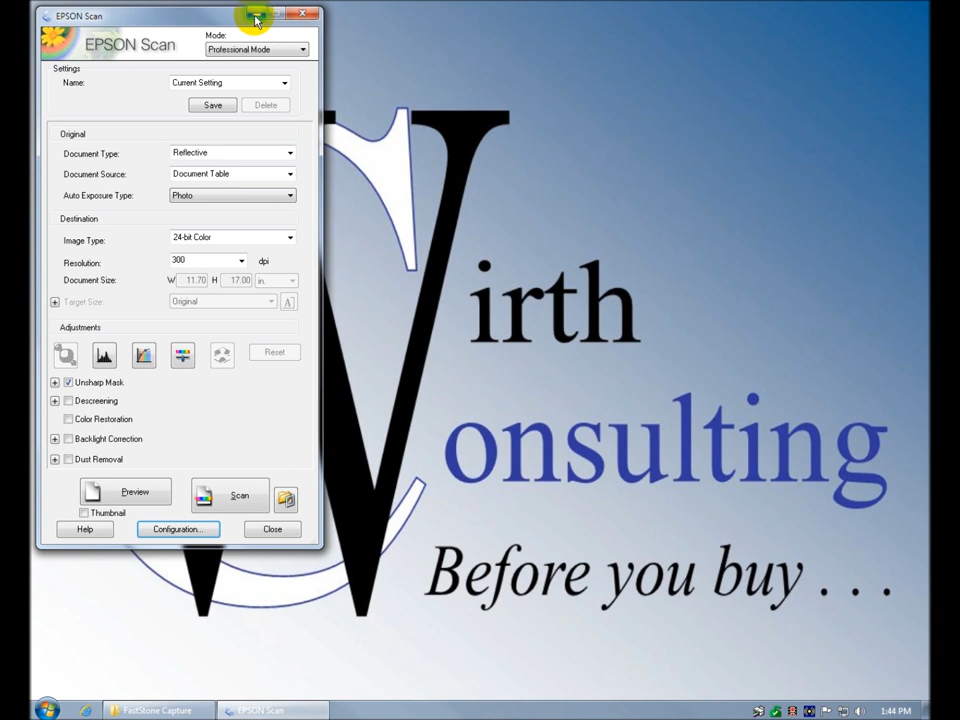 EPSON Scan
EPSON Scan
Mode:
Professional Mode
Settings
Name:
Current Setting
Save
Delete
Original
Document Type:
Reflective
Document Source:
Document Table
Auto Exposure Type:
Photo
Destination
Image Type:
24-bit Color
Resolution:
300
dpi
Document Size:
W 11.70 H 17.00 in.
Target Size:
Original
A
Adjustments
Reset
Unsharp Mask
Descreening
Color Restoration
Backlight Correction
Dust Removal
Preview
Scan
Thumbnail
Help
Configuration...
Close
Wirth
Consulting
Before you buy . . .
FastStone Capture
EPSON Scan
1:44 PM